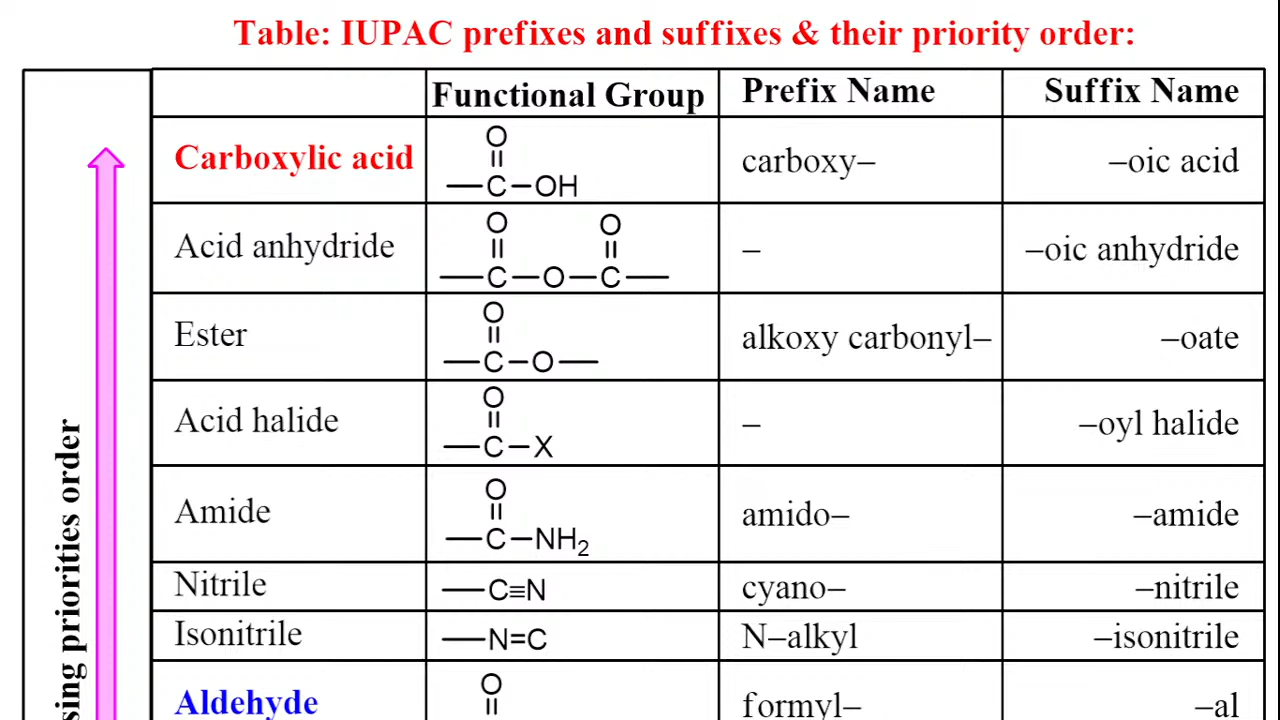 Table: IUPAC prefixes and suffixes & their priority order:
Functional Group Prefix Name Suffix Name
Carboxylic acid
O
C OH
carboxy– –oic acid
Acid anhydride
O O
C O C
– –oic anhydride
Ester
O
C O
alkoxy carbonyl– –oate
Acid halide
O
C X
– –oyl halide
Amide
O
C NH2
amido– –amide
Nitrile —C≡N cyano– –nitrile
Isonitrile —N=C N–alkyl –isonitrile
Aldehyde
O
formyl– –al
sing priorities order